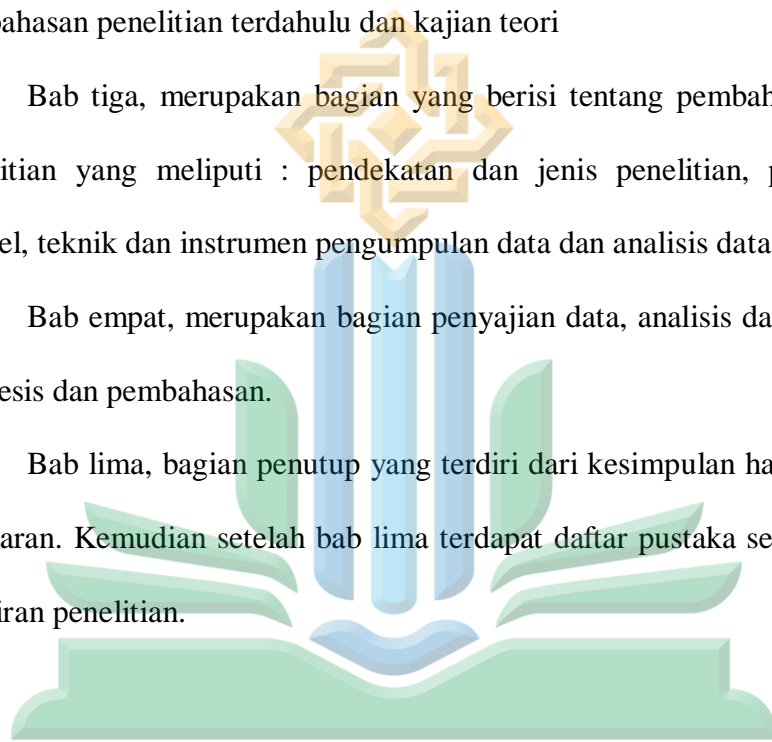 bahasan penelitian terdahulu dan kajian teori
Bab tiga, merupakan bagian yang berisi tentang pembah
itian yang meliputi : pendekatan dan jenis penelitian, p
el, teknik dan instrumen pengumpulan data dan analisis data
Bab empat, merupakan bagian penyajian data, analisis da
esis dan pembahasan.
Bab lima, bagian penutup yang terdiri dari kesimpulan ha
aran. Kemudian setelah bab lima terdapat daftar pustaka se
iran penelitian.